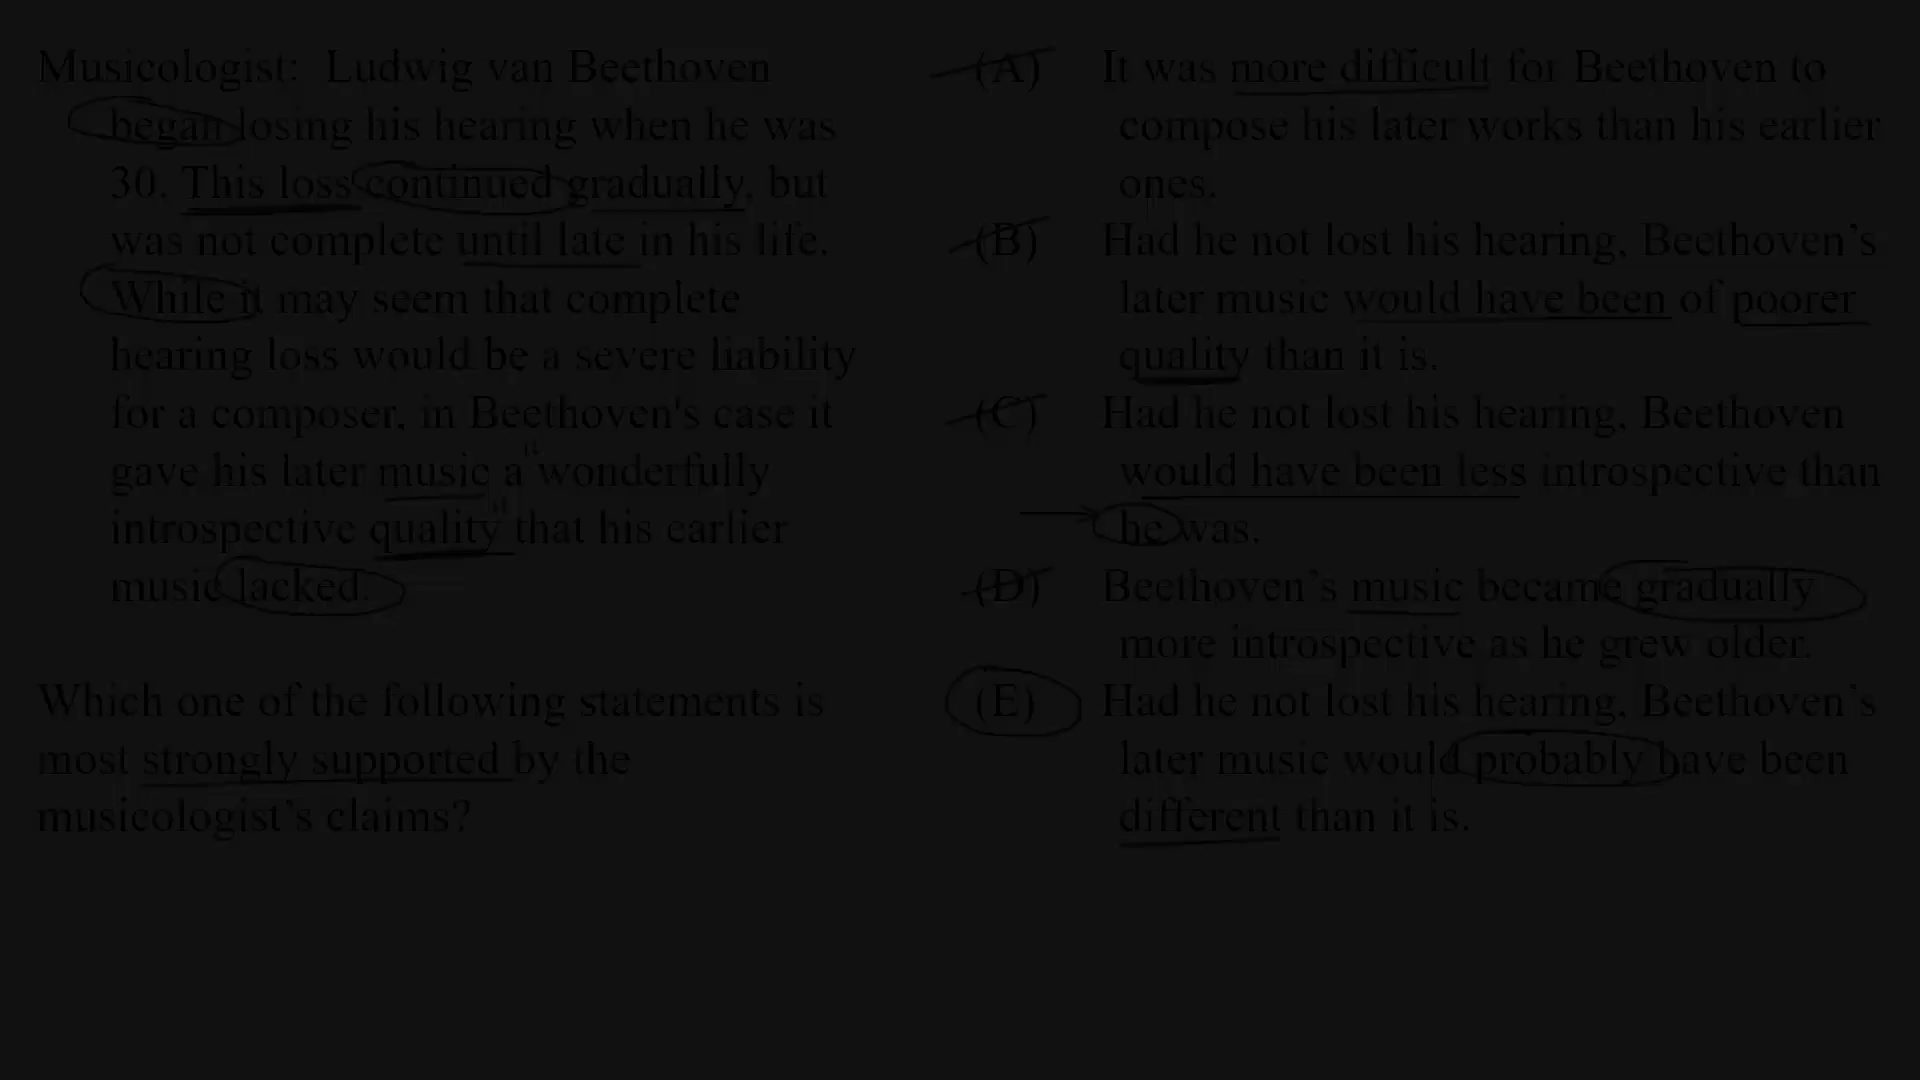 Musicologist: Ludwig van Beethoven
began losing his hearing when he was
30. This loss continued gradually, but
was not complete until late in his life.
While it may seem that complete
hearing loss would be a severe liability
for a composer, in Beethoven's case it
gave his later music a wonderfully
introspective quality that his earlier
music lacked.
Which one of the following statements is
most strongly supported by the
musicologist’s claims?
(A) It was more difficult for Beethoven to
compose his later works than his earlier
ones.
(B) Had he not lost his hearing, Beethoven’s
later music would have been of poorer
quality than it is.
(C) Had he not lost his hearing, Beethoven
would have been less introspective than
he was.
(D) Beethoven’s music became gradually
more introspective as he grew older.
(E) Had he not lost his hearing, Beethoven’s
later music would probably have been
different than it is.